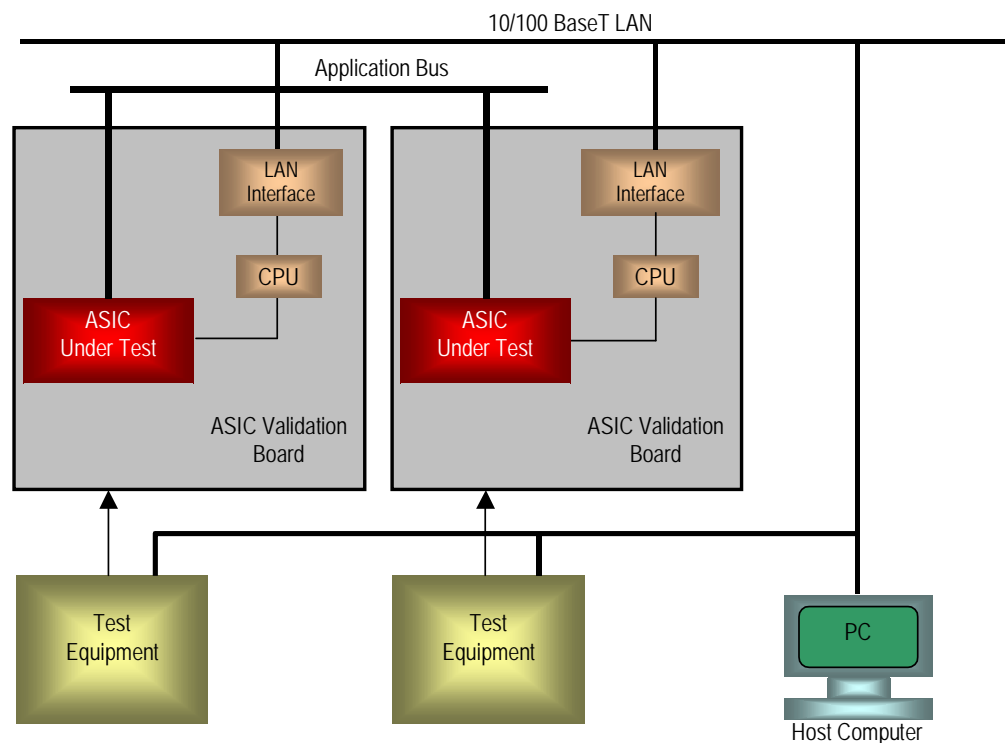 10/100 BaseT LAN
Application Bus
LAN
Interface
LAN
Interface
CPU
CPU
ASIC
Under Test
ASIC
Under Test
ASIC Validation
Board
ASIC Validation
Board
Test
Equipment
Test
Equipment
PC
Host Computer